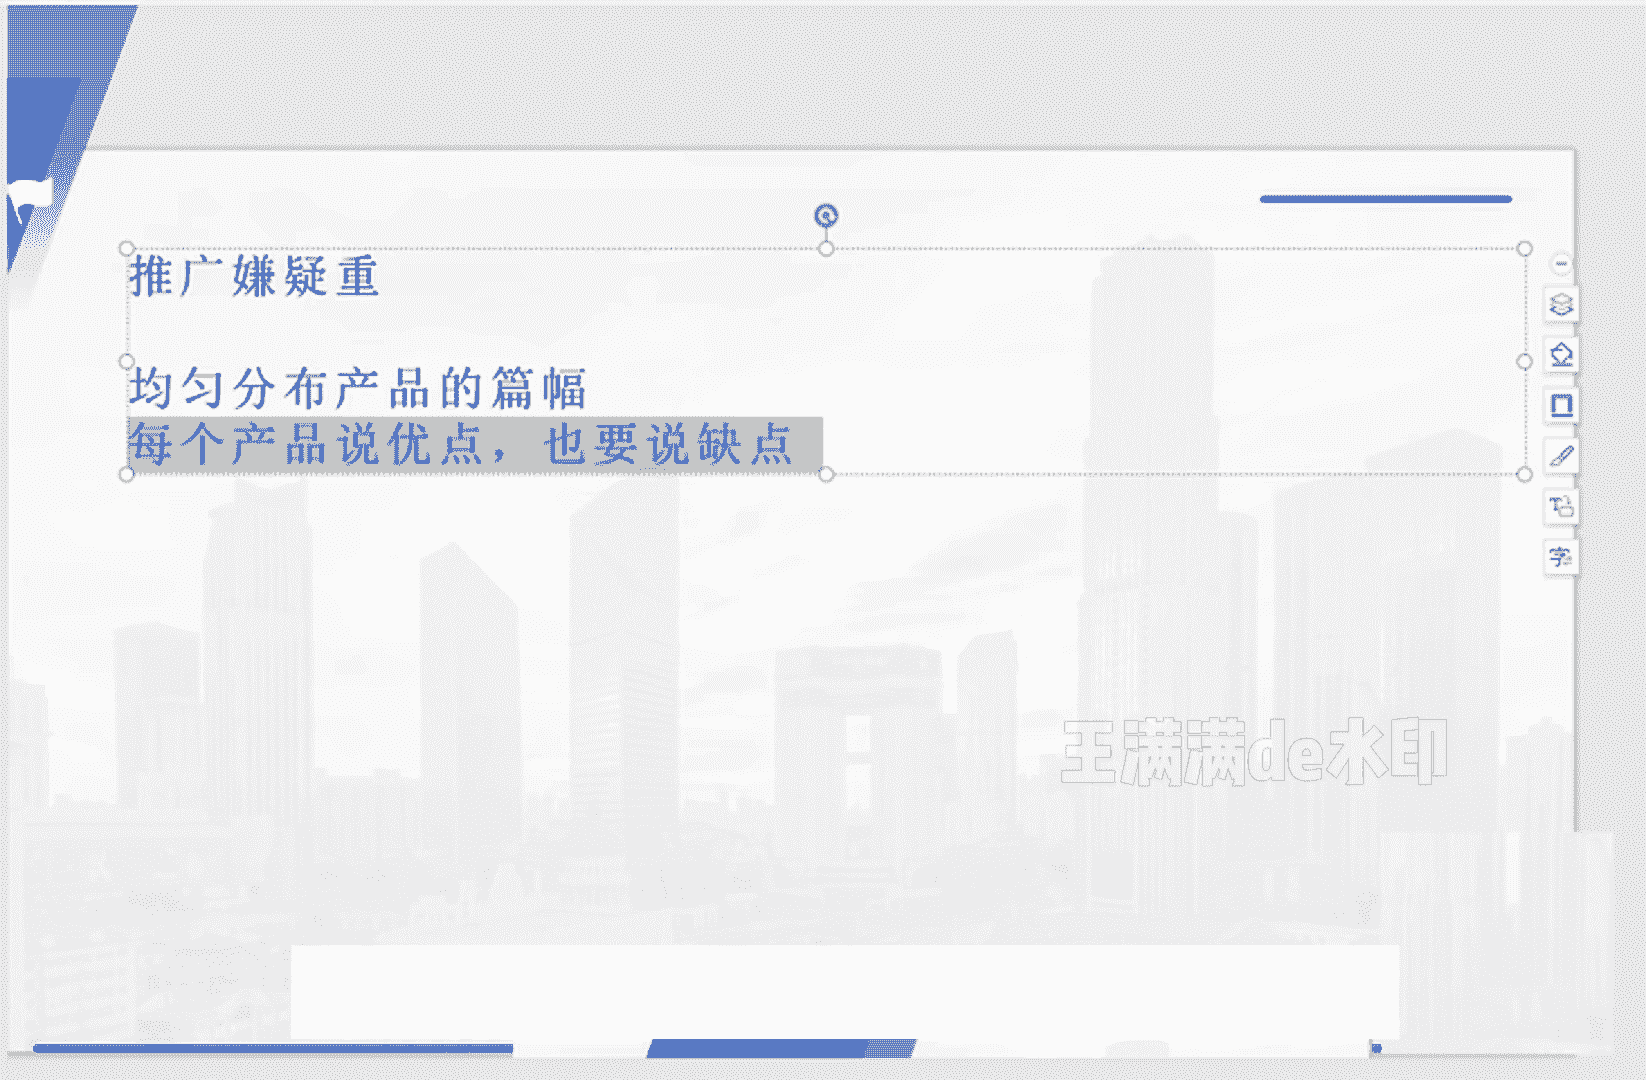 推广嫌疑重
均匀分布产品的篇幅
每个产品说优点，也要说缺点
字
王满满de水印